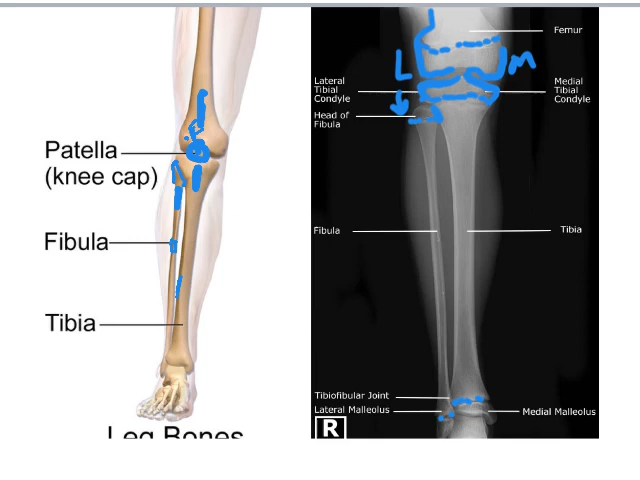 Patella
(knee cap)
Fibula
Tibia
Leg Bones
Femur
L
M
Lateral
Tibial
Condyle
Medial
Tibial
Condyle
Head of
Fibula
Fibula
Tibia
Tibiofibular Joint
Lateral Malleolus
Medial Malleolus
R